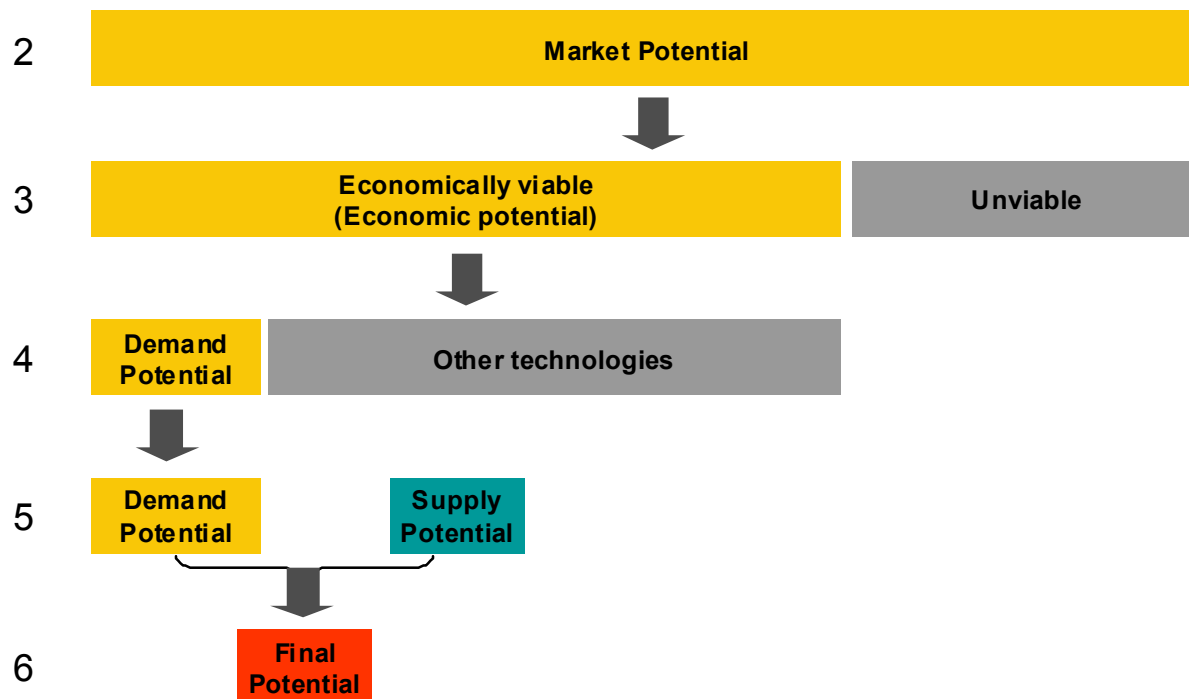 2
Market Potential
3
Economically viable
(Economic potential)
Unviable
4
Demand
Potential
Other technologies
5
Demand
Potential
Supply
Potential
6
Final
Potential